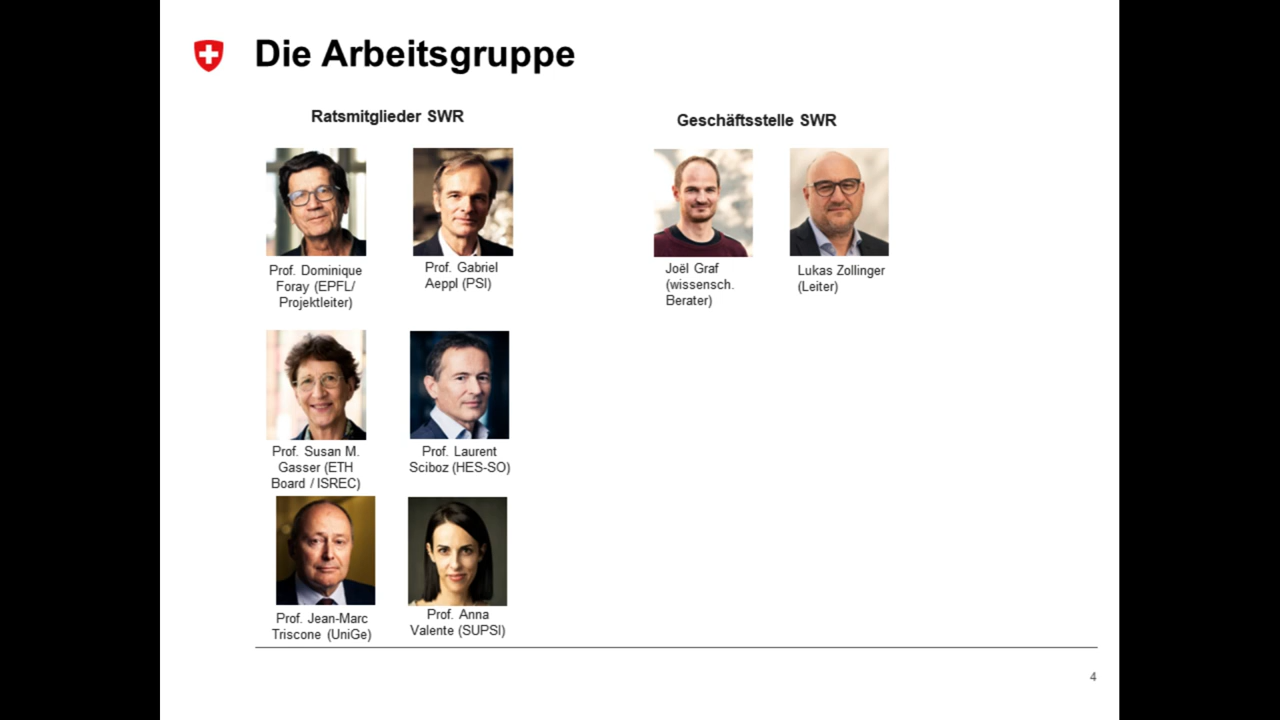 Die Arbeitsgruppe
Ratsmitglieder SWR
Geschäftsstelle SWR
Prof. Dominique
Foray (EPFL/
Projektleiter)
Prof. Gabriel
Aeppl (PSI)
Joël Graf
(wissensch.
Berater)
Lukas Zollinger
(Leiter)
Prof. Susan M.
Gasser (ETH
Board / ISREC)
Prof. Laurent
Sciboz (HES-SO)
Prof. Jean-Marc
Triscone (UniGe)
Prof. Anna
Valente (SUPSI)
4